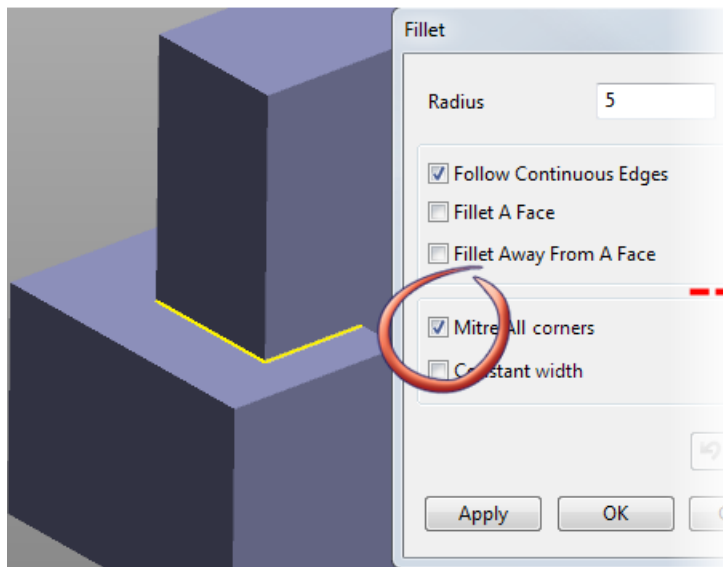 Fillet
Radius 5
Follow Continuous Edges
Fillet A Face
Fillet Away From A Face
Mitre All corners
Constant width
Apply OK